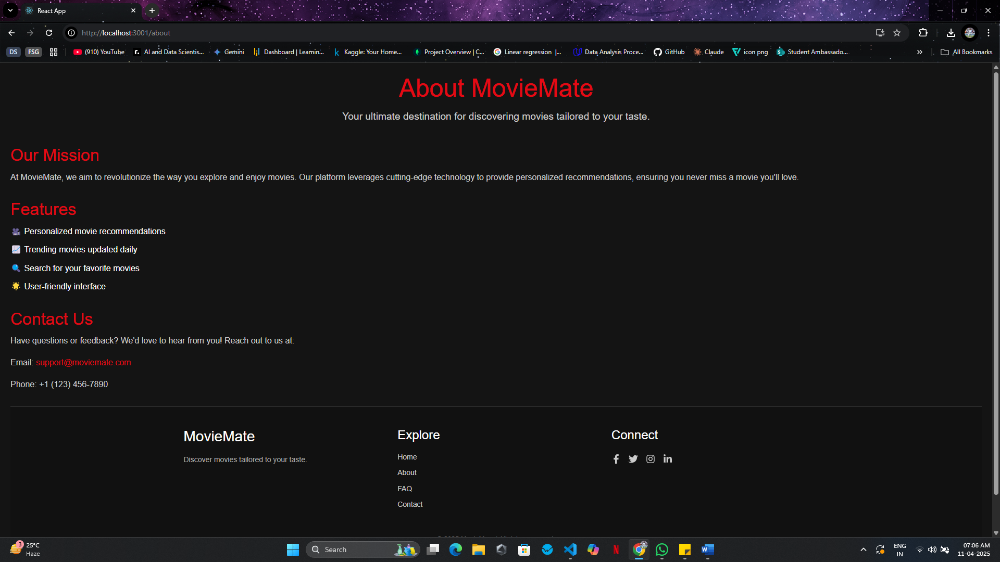 React App
http://localhost:3001/about
DS
FSG
(910) YouTube
AI and Data Scientis...
Gemini
Dashboard | Learnin...
Kaggle: Your Home...
Project Overview | C...
Linear regression |...
Data Analysis Proce...
GitHub
Claude
icon png
Student Ambassado...
All Bookmarks
About MovieMate
Your ultimate destination for discovering movies tailored to your taste.
Our Mission
At MovieMate, we aim to revolutionize the way you explore and enjoy movies. Our platform leverages cutting-edge technology to provide personalized recommendations, ensuring you never miss a movie you'll love.
Features
Personalized movie recommendations
Trending movies updated daily
Search for your favorite movies
User-friendly interface
Contact Us
Have questions or feedback? We'd love to hear from you! Reach out to us at:
Email: support@moviemate.com
Phone: +1 (123) 456-7890
MovieMate
Discover movies tailored to your taste.
Explore
Home
About
FAQ
Contact
Connect
3
25°C
Haze
Search
ENG
IN
07:06 AM
11-04-2025